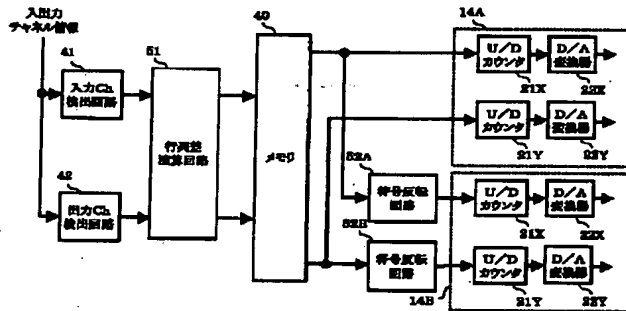 入出力
チャネル情報
41
入力Ch
検出回路
42
出力Ch
検出回路
51
行列差
演算回路
40
メモリ
14A
U/D
カウンタ
21X
D/A
変換器
22X
U/D
カウンタ
21Y
D/A
変換器
22Y
52A
符号反転
回路
52B
符号反転
回路
U/D
カウンタ
21X
D/A
変換器
22X
U/D
カウンタ
21Y
D/A
変換器
22Y
14B